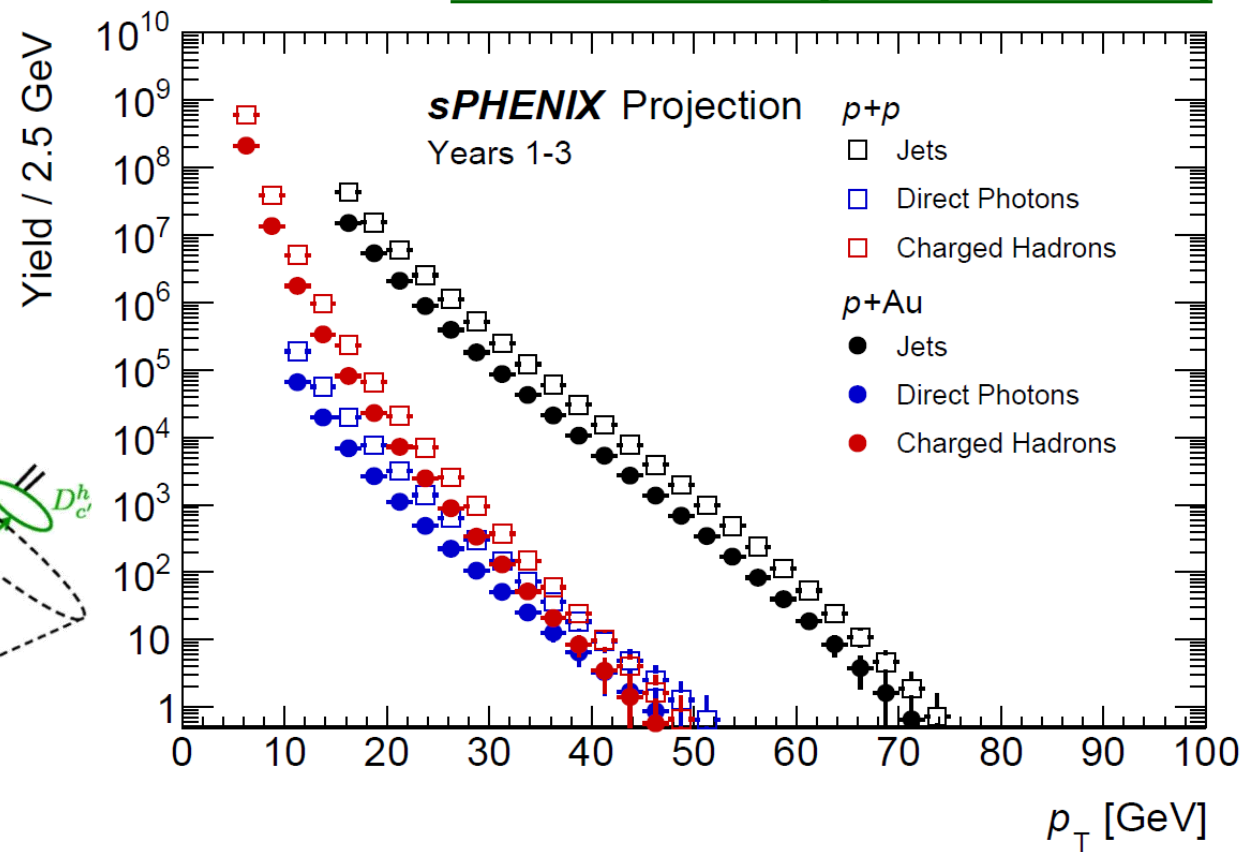 10^10
10^9
10^8
10^7
10^6
10^5
10^4
10^3
10^2
10
1
Yield / 2.5 GeV
sPHENIX Projection
Years 1-3
p+p
Jets
Direct Photons
Charged Hadrons
p+Au
Jets
Direct Photons
Charged Hadrons
D_c'^h
0 10 20 30 40 50 60 70 80 90 100
p_T [GeV]